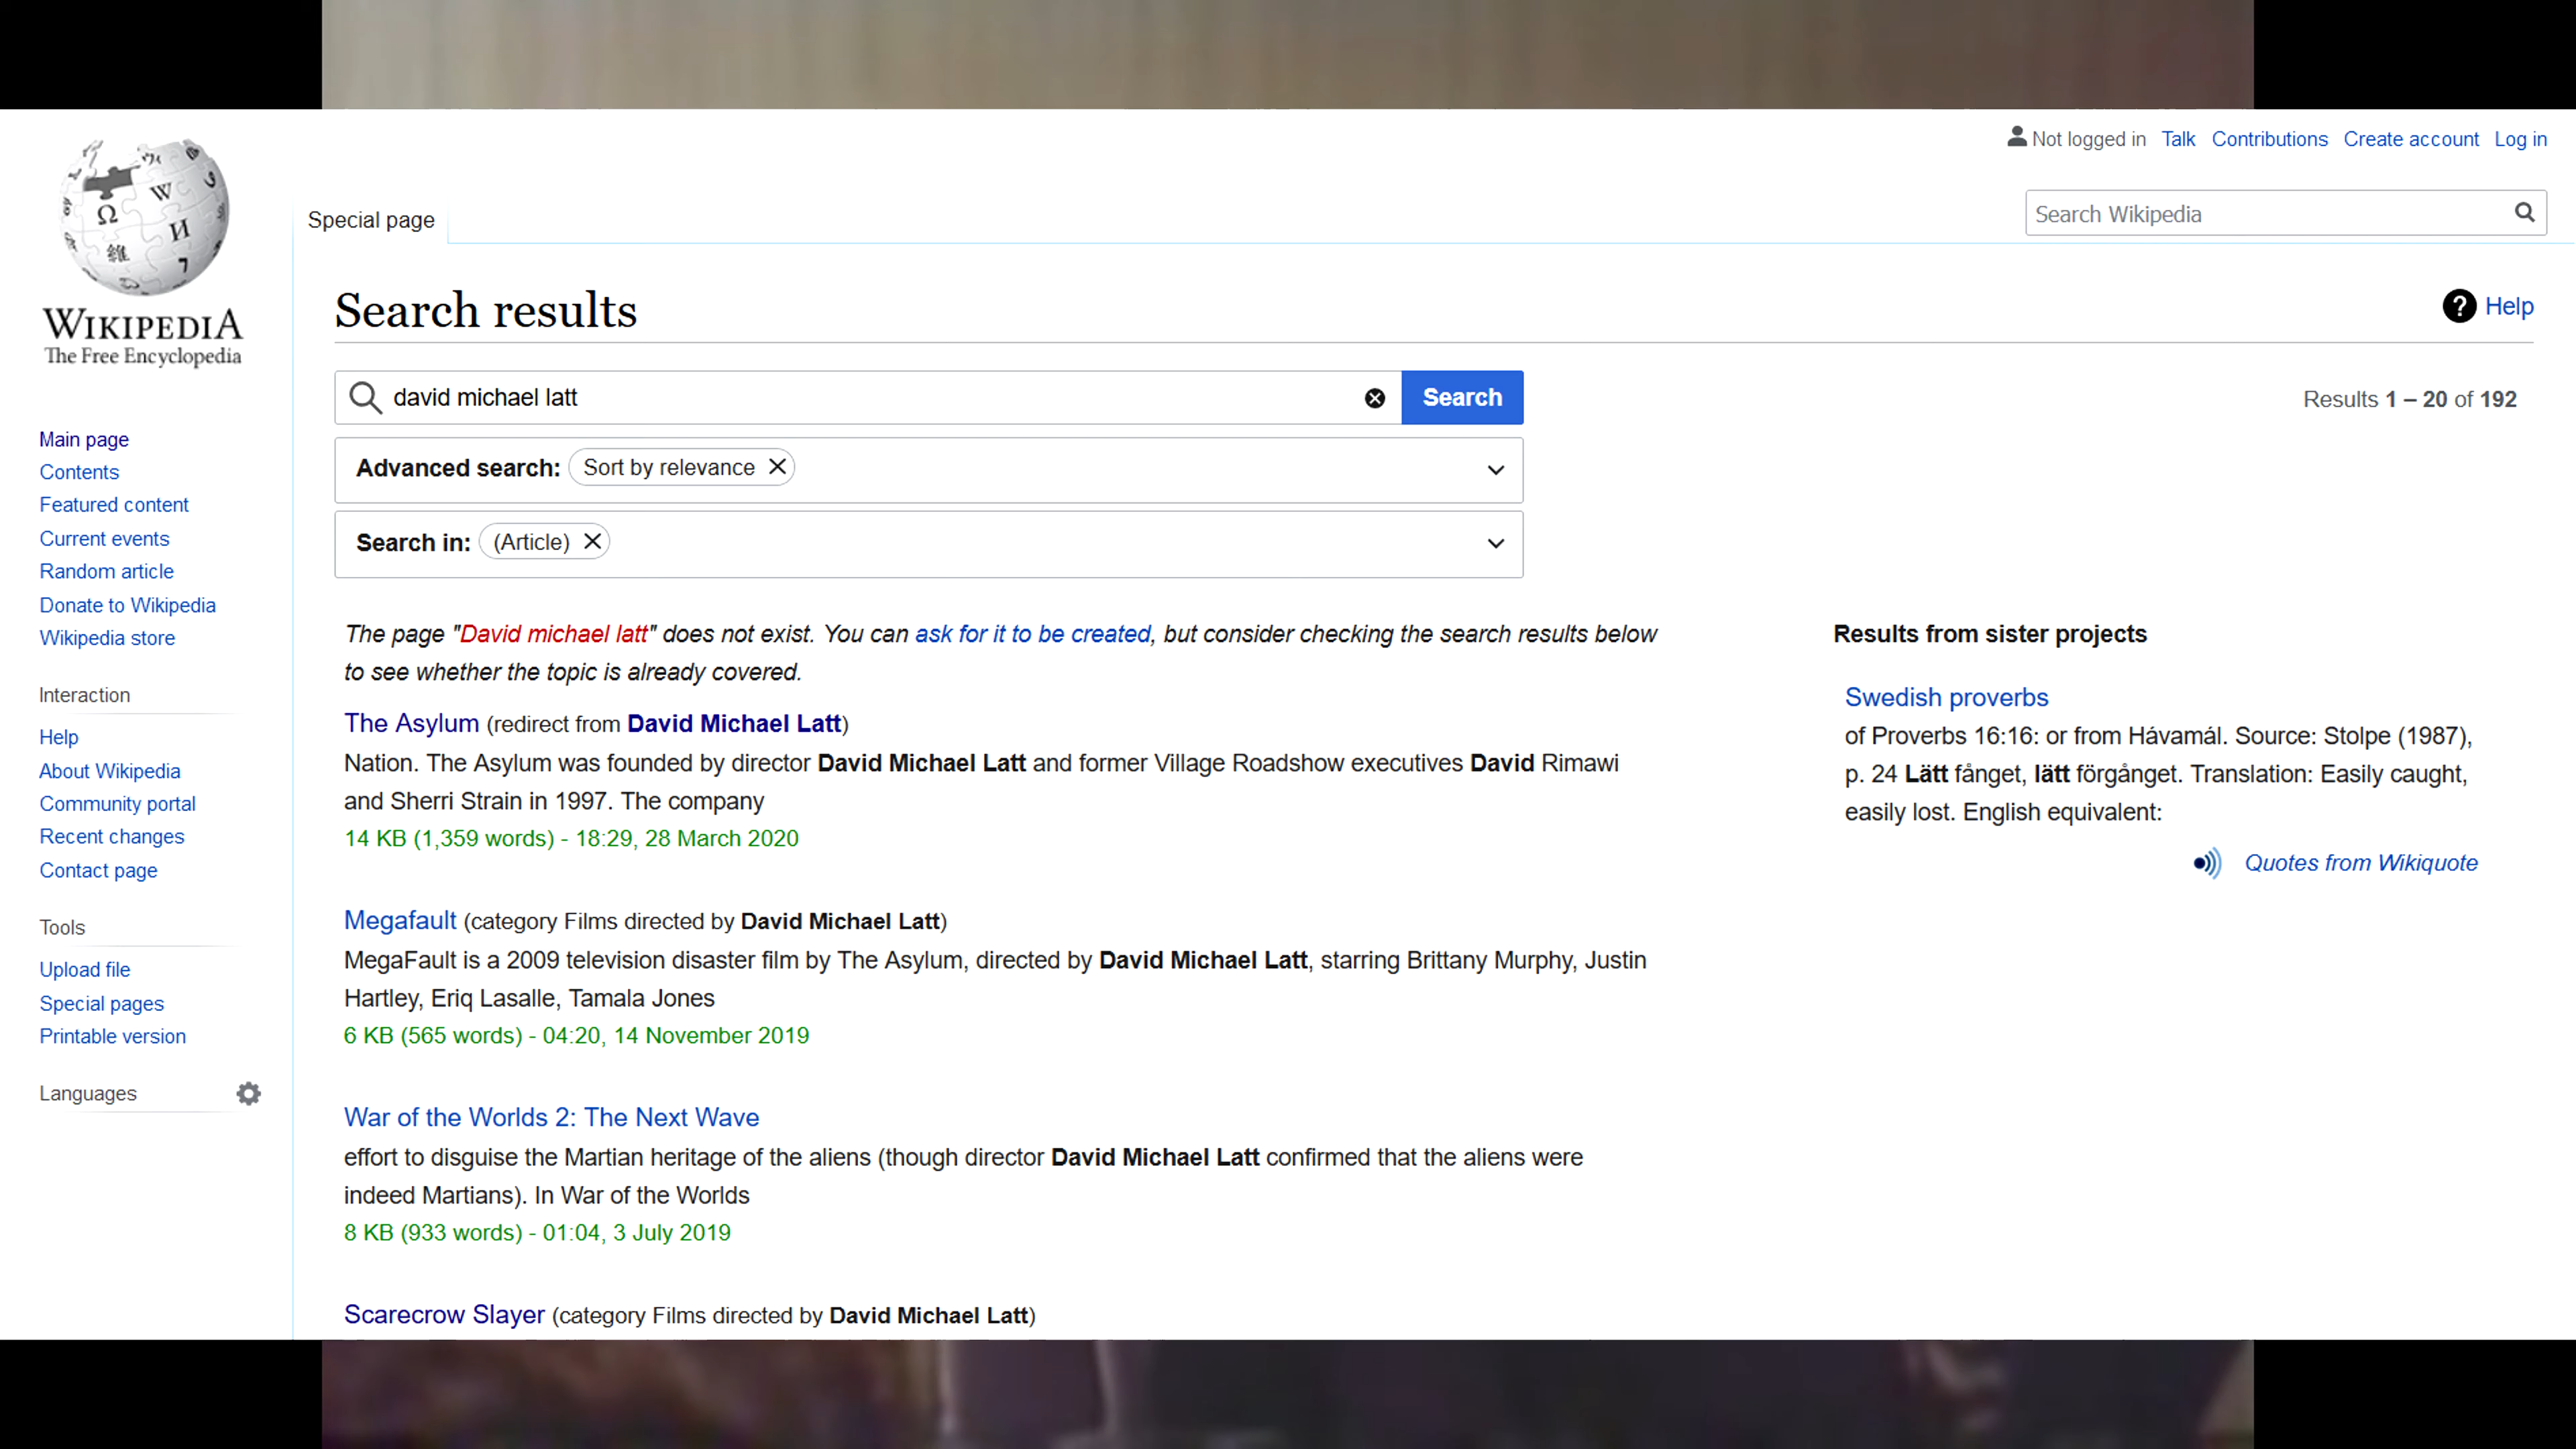 Not logged in Talk Contributions Create account Log in
Special page
Search Wikipedia
WIKIPEDIA
The Free Encyclopedia
Main page
Contents
Featured content
Current events
Random article
Donate to Wikipedia
Wikipedia store
Interaction
Help
About Wikipedia
Community portal
Recent changes
Contact page
Tools
Upload file
Special pages
Printable version
Languages
Search results
Help
david michael latt
Search
Results 1 – 20 of 192
Advanced search: Sort by relevance
Search in: (Article)
The page "David michael latt" does not exist. You can ask for it to be created, but consider checking the search results below
to see whether the topic is already covered.
The Asylum (redirect from David Michael Latt)
Nation. The Asylum was founded by director David Michael Latt and former Village Roadshow executives David Rimawi
and Sherri Strain in 1997. The company
14 KB (1,359 words) - 18:29, 28 March 2020
Megafault (category Films directed by David Michael Latt)
MegaFault is a 2009 television disaster film by The Asylum, directed by David Michael Latt, starring Brittany Murphy, Justin
Hartley, Eriq Lasalle, Tamala Jones
6 KB (565 words) - 04:20, 14 November 2019
War of the Worlds 2: The Next Wave
effort to disguise the Martian heritage of the aliens (though director David Michael Latt confirmed that the aliens were
indeed Martians). In War of the Worlds
8 KB (933 words) - 01:04, 3 July 2019
Scarecrow Slayer (category Films directed by David Michael Latt)
Results from sister projects
Swedish proverbs
of Proverbs 16:16: or from Hávamál. Source: Stolpe (1987),
p. 24 Lätt fånget, lätt förgånget. Translation: Easily caught,
easily lost. English equivalent:
Quotes from Wikiquote